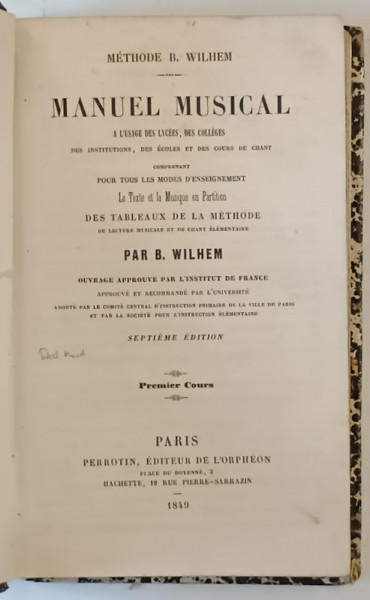 MÉTHODE B. WILHEM
MANUEL MUSICAL
A L'USAGE DES LYCÉES, DES COLLÉGES
DES INSTITUTIONS, DES ÉCOLES ET DES COURS DE CHANT
COMPRENANT
POUR TOUS LES MODES D'ENSEIGNEMENT
Le Texte et la Musique en Partition
DES TABLEAUX DE LA MÉTHODE
DE LECTURE MUSICALE ET DE CHANT ÉLÉMENTAIRE
PAR B. WILHEM
OUVRAGE APPROUVÉ PAR L'INSTITUT DE FRANCE
APPROUVÉ ET RECOMMANDÉ PAR L'UNIVERSITÉ
ADOPTÉ PAR LE COMITÉ CENTRAL D'INSTRUCTION PRIMAIRE DE LA VILLE DE PARIS
ET PAR LA SOCIÉTÉ POUR L'INSTRUCTION ÉLÉMENTAIRE
SEPTIÈME ÉDITION
Premier Cours
PARIS
PERROTIN, ÉDITEUR DE L'ORPHÉON
PLACE DU DOYENNÉ, 3
HACHETTE, 12 RUE PIERRE-SARRAZIN
1849